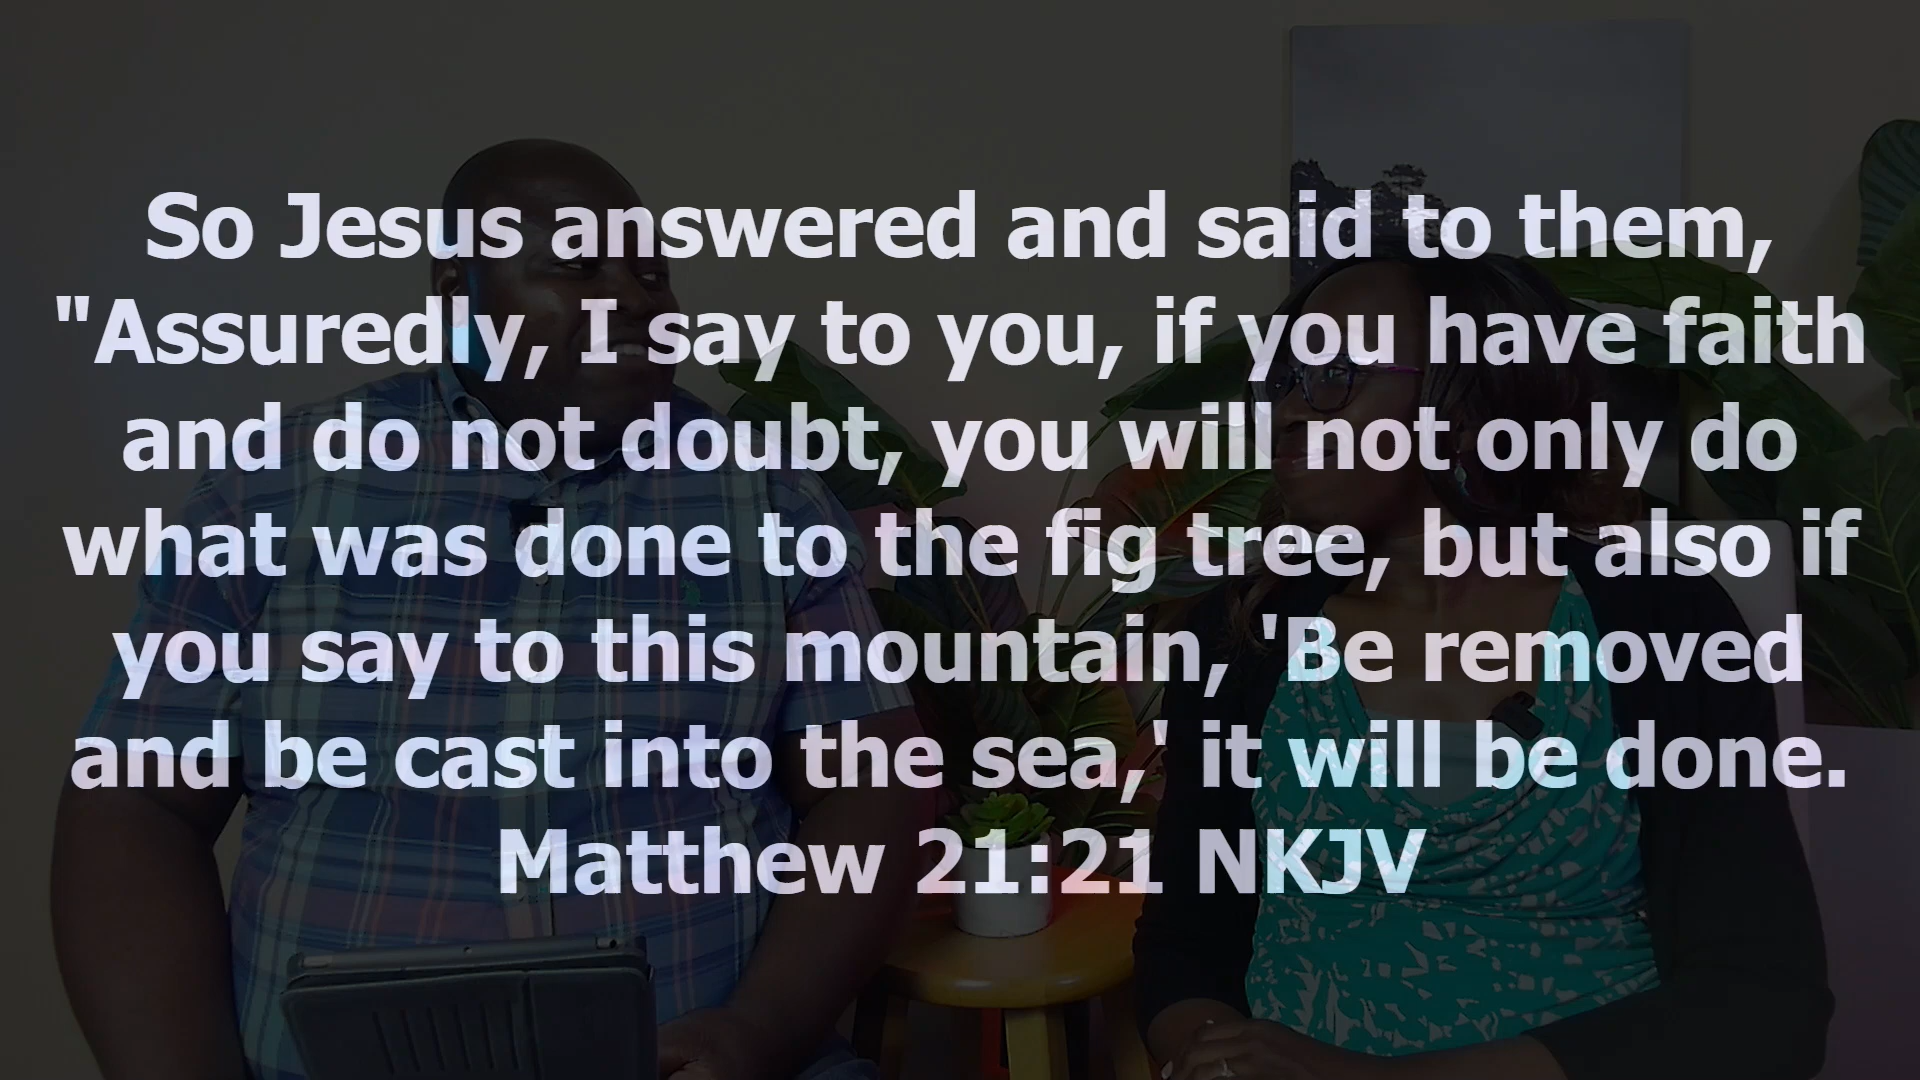 So Jesus answered and said to them,
"Assuredly, I say to you, if you have faith
and do not doubt, you will not only do
what was done to the fig tree, but also if
you say to this mountain, 'Be removed
and be cast into the sea,' it will be done.
Matthew 21:21 NKJV